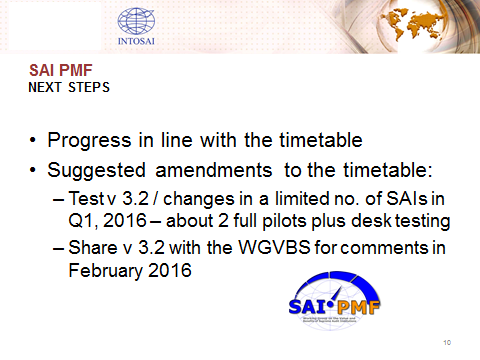 INTOSAI
SAI PMF
NEXT STEPS
• Progress in line with the timetable
• Suggested amendments to the timetable:
– Test v 3.2 / changes in a limited no. of SAIs in
Q1, 2016 – about 2 full pilots plus desk testing
– Share v 3.2 with the WGVBS for comments in
February 2016
SAI PMF
10